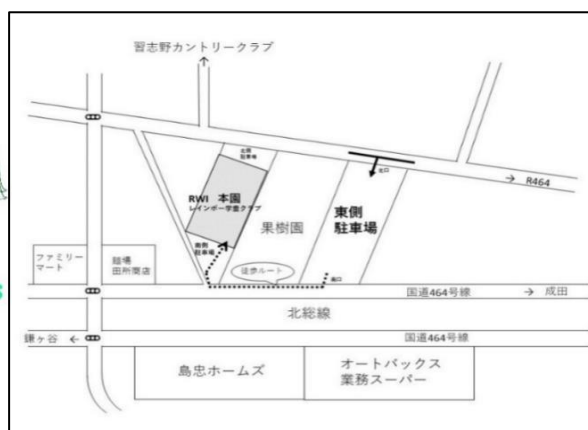 習志野カントリークラブ
北側
駐車場
北口
R464
RWI 本園
レインボー学童クラブ
果樹園
東側
駐車場
南側
駐車場
ファミリー
マート
麺場
田所商店
徒歩ルート
南口
国道464号線
成田
北総線
鎌ヶ谷
国道464号線
島忠ホームズ
オートバックス
業務スーパー